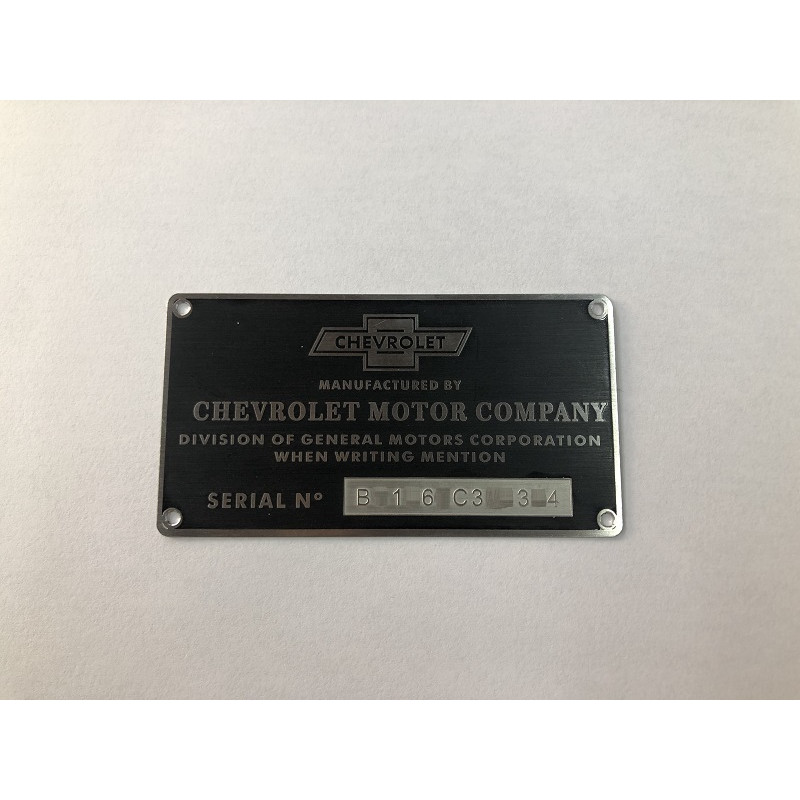 CHEVROLET
MANUFACTURED BY
CHEVROLET MOTOR COMPANY
DIVISION OF GENERAL MOTORS CORPORATION
WHEN WRITING MENTION
SERIAL Nº B 1 6 C3 3 4